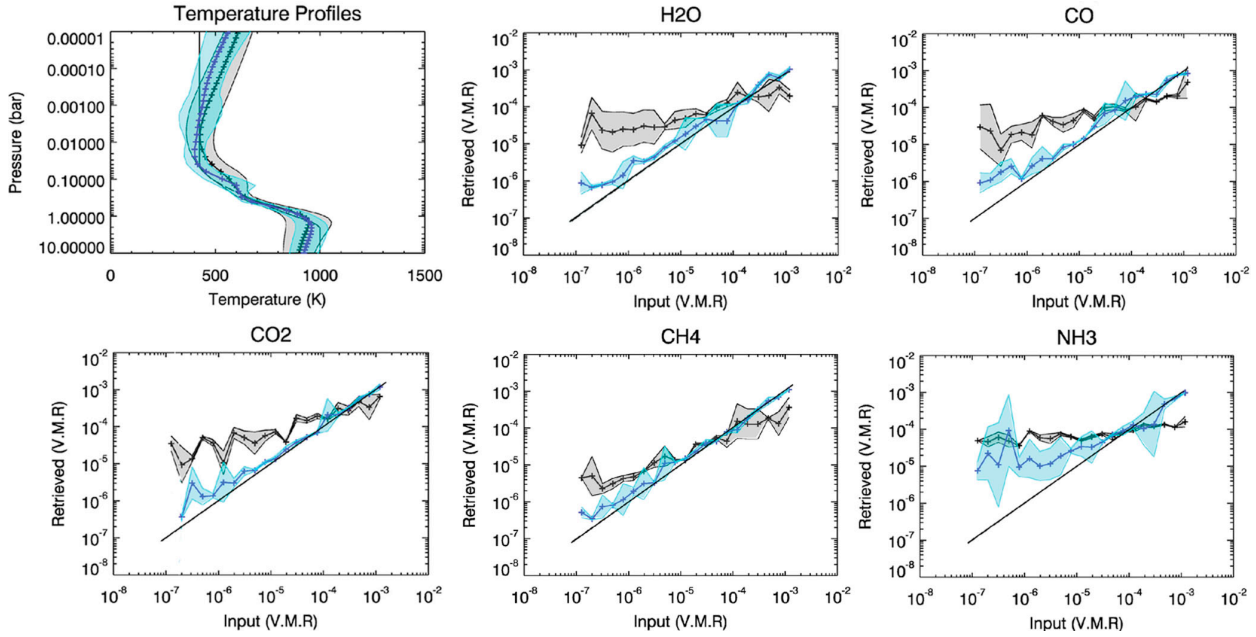 Temperature Profiles
0.00001
0.00010
0.00100
0.01000
0.10000
1.00000
10.00000
Pressure (bar)
0 500 1000 1500
Temperature (K)
H2O
10⁻²
10⁻³
10⁻⁴
10⁻⁵
10⁻⁶
10⁻⁷
10⁻⁸
Retrieved (V.M.R)
10⁻⁸ 10⁻⁷ 10⁻⁶ 10⁻⁵ 10⁻⁴ 10⁻³ 10⁻²
Input (V.M.R)
CO
10⁻²
10⁻³
10⁻⁴
10⁻⁵
10⁻⁶
10⁻⁷
10⁻⁸
Retrieved (V.M.R)
10⁻⁸ 10⁻⁷ 10⁻⁶ 10⁻⁵ 10⁻⁴ 10⁻³ 10⁻²
Input (V.M.R)
CO2
10⁻²
10⁻³
10⁻⁴
10⁻⁵
10⁻⁶
10⁻⁷
10⁻⁸
Retrieved (V.M.R)
10⁻⁸ 10⁻⁷ 10⁻⁶ 10⁻⁵ 10⁻⁴ 10⁻³ 10⁻²
Input (V.M.R)
CH4
10⁻²
10⁻³
10⁻⁴
10⁻⁵
10⁻⁶
10⁻⁷
10⁻⁸
Retrieved (V.M.R)
10⁻⁸ 10⁻⁷ 10⁻⁶ 10⁻⁵ 10⁻⁴ 10⁻³ 10⁻²
Input (V.M.R)
NH3
10⁻²
10⁻³
10⁻⁴
10⁻⁵
10⁻⁶
10⁻⁷
10⁻⁸
Retrieved (V.M.R)
10⁻⁸ 10⁻⁷ 10⁻⁶ 10⁻⁵ 10⁻⁴ 10⁻³ 10⁻²
Input (V.M.R)